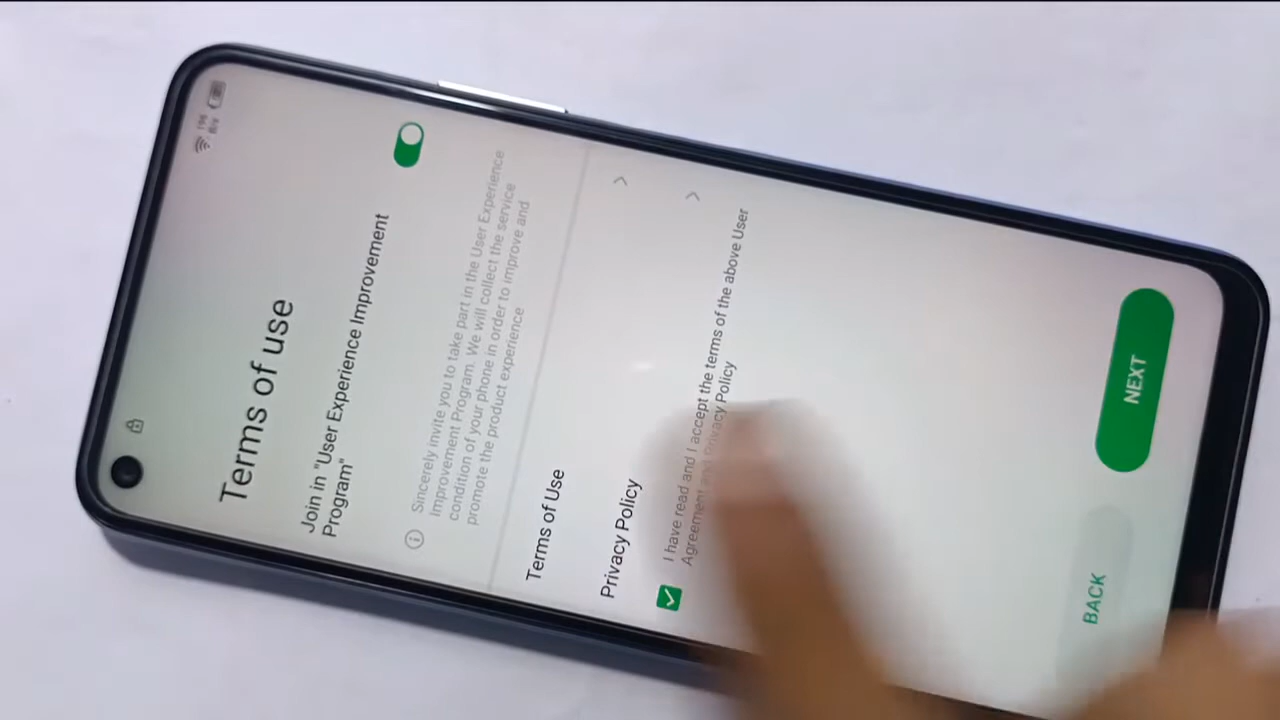 Terms of use
Join in "User Experience Improvement
Program"
Sincerely invite you to take part in the User Experience
Improvement Program. We will collect the service
condition of your phone in order to improve and
promote the product experience
Terms of Use
Privacy Policy
I have read and I accept the terms of the above User
Agreement and Privacy Policy
BACK
NEXT